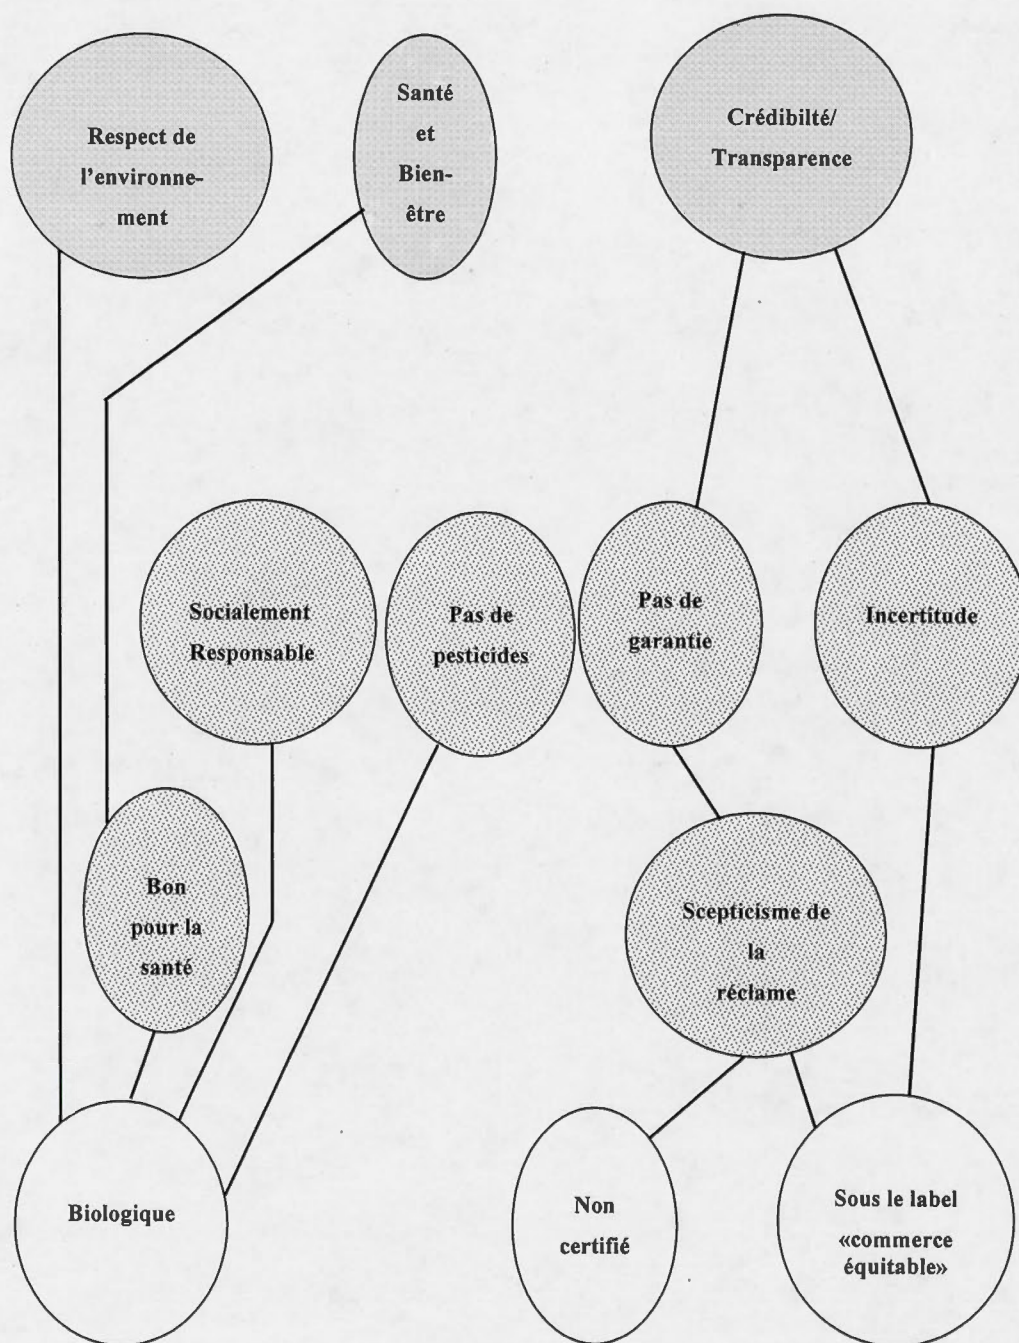 Respect de
l'environne-
ment
Santé
et
Bien-
être
Crédibilté/
Transparence
Socialement
Responsable
Pas de
pesticides
Pas de
garantie
Incertitude
Bon
pour la
santé
Scepticisme de
la
réclame
Biologique
Non
certifié
Sous le label
«commerce
équitable»